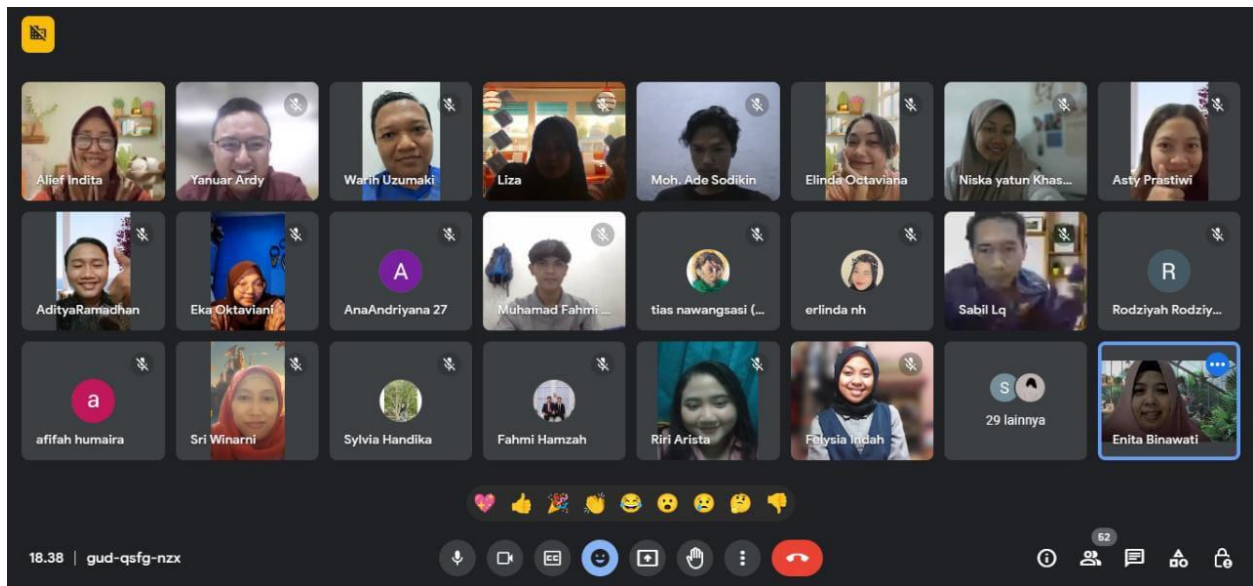 Alief Indita
Yanuar Ardy
Warih Uzumaki
Liza
Moh. Ade Sodikin
Elinda Octaviana
Niska yatun Khas...
Asty Prastiwi
AdityaRamadhan
Eka Oktaviani
A
AnaAndriyana 27
Muhamad Fahmi ...
tias nawangsasi (...
erlinda nh
Sabil Lq
R
Rodziyah Rodziy...
a
afifah humaira
Sri Winarni
Sylvia Handika
Fahmi Hamzah
Riri Arista
Felysia Indah
S
29 lainnya
Enita Binawati
18.38 | gud-qsfg-nzx
CC
52